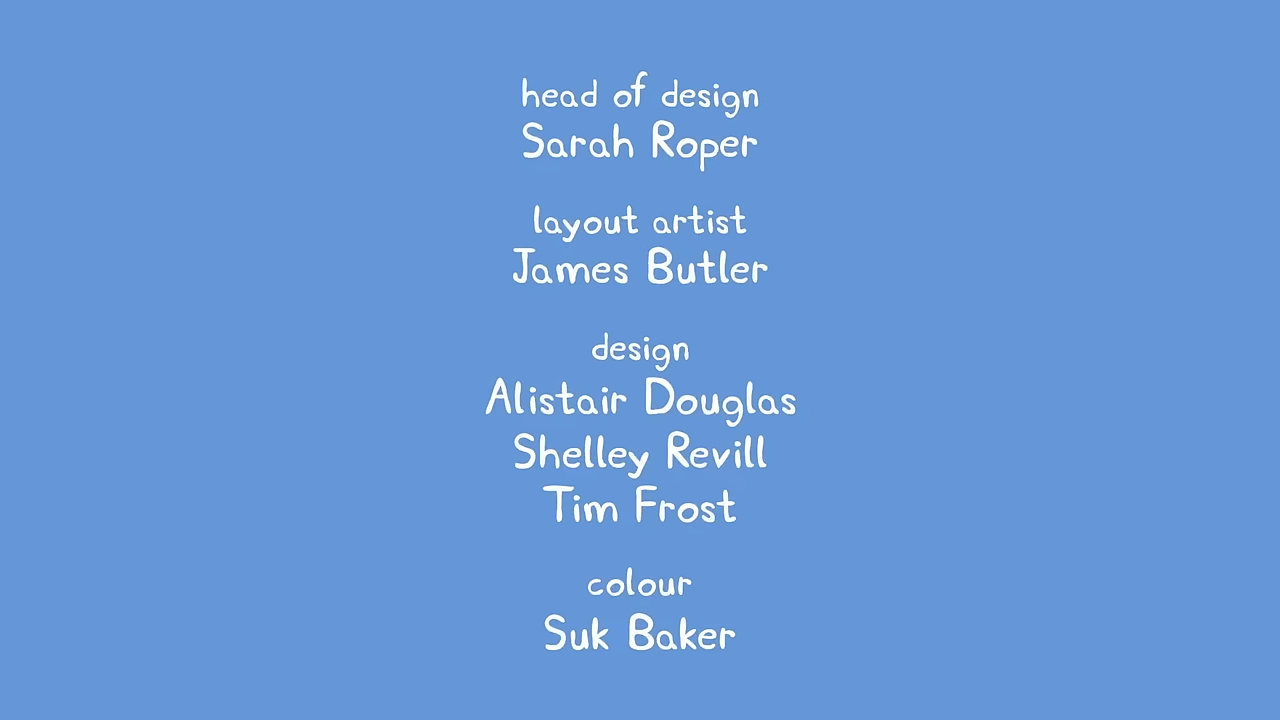 head of design
Sarah Roper
layout artist
James Butler
design
Alistair Douglas
Shelley Revill
Tim Frost
colour
Suk Baker